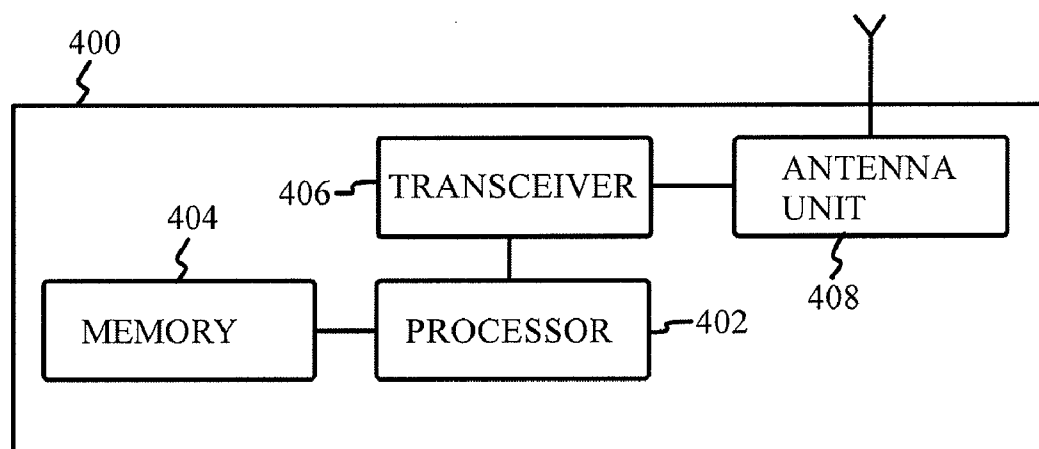 400
406
TRANSCEIVER
ANTENNA
UNIT
404
408
MEMORY
PROCESSOR
402